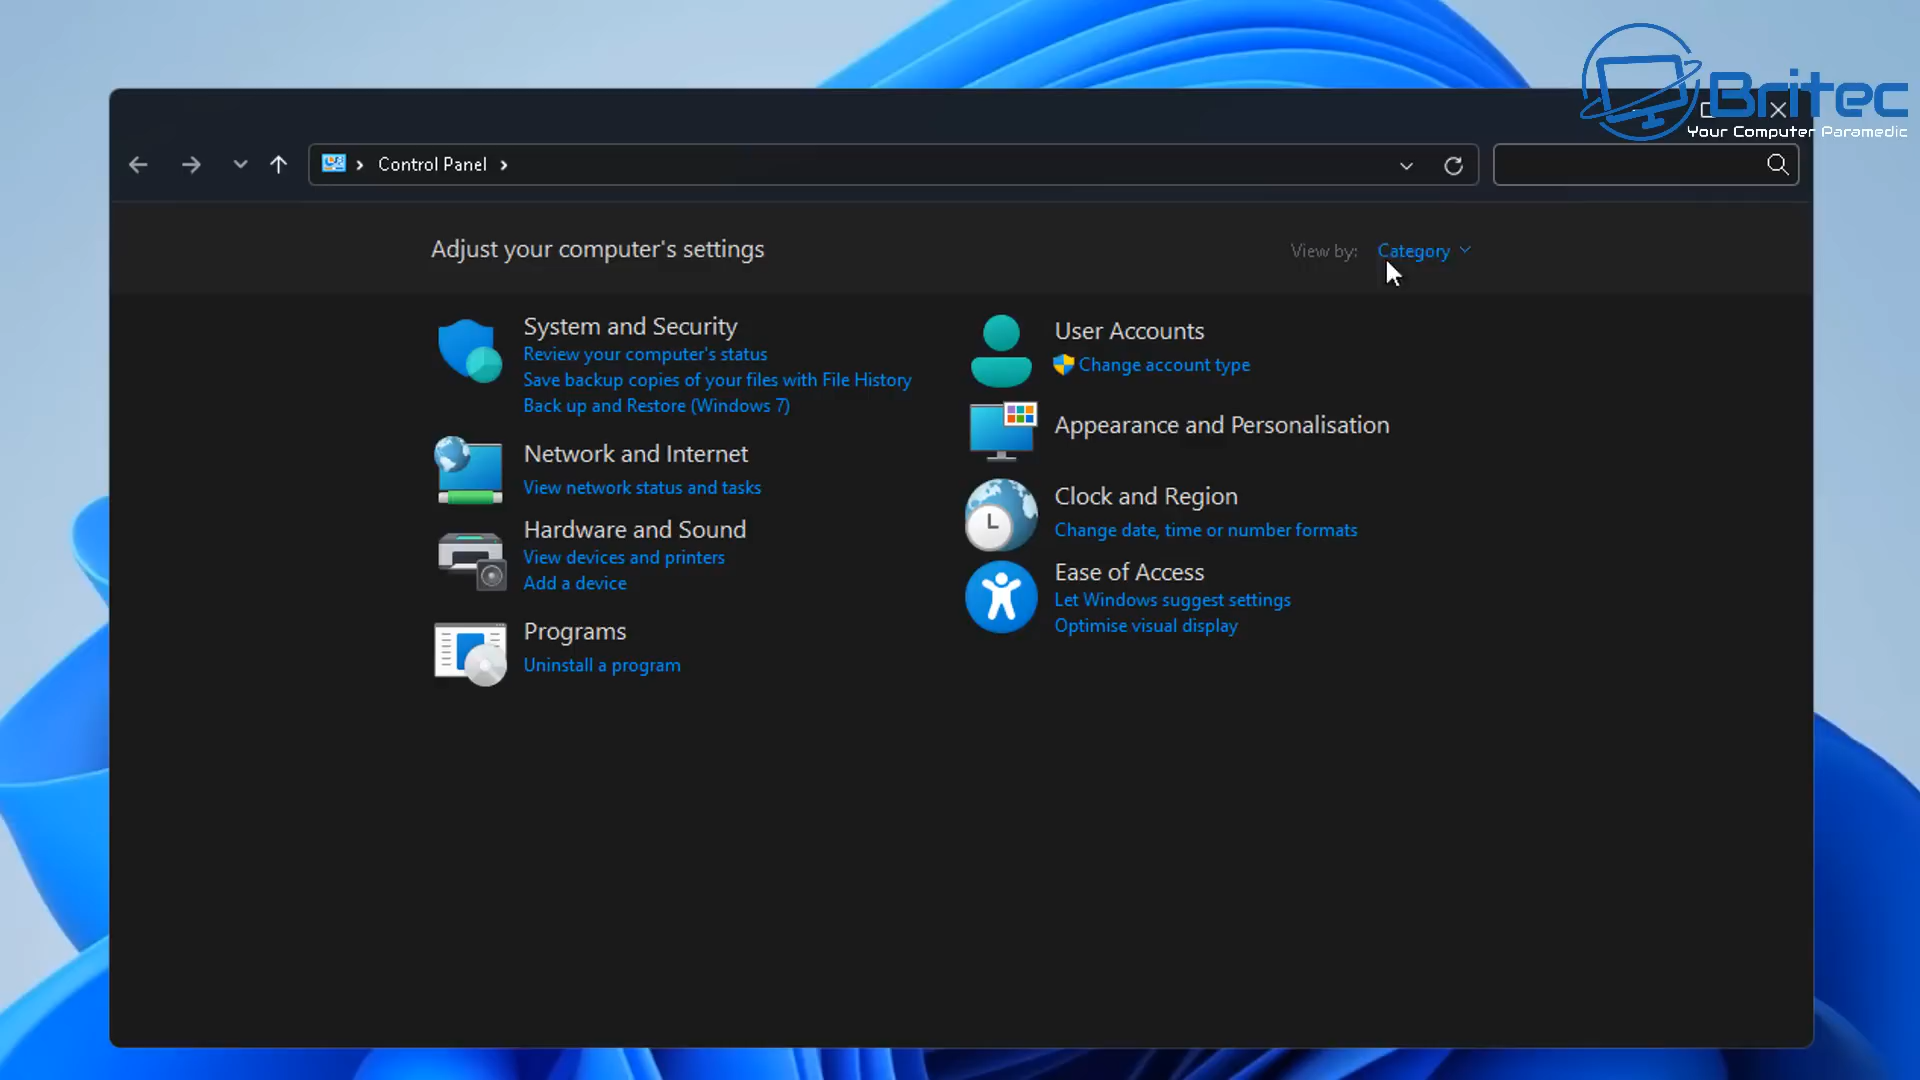 Britec
Your Computer Paramedic
Control Panel
Adjust your computer's settings
View by: Category
System and Security
Review your computer's status
Save backup copies of your files with File History
Back up and Restore (Windows 7)
Network and Internet
View network status and tasks
Hardware and Sound
View devices and printers
Add a device
Programs
Uninstall a program
User Accounts
Change account type
Appearance and Personalisation
Clock and Region
Change date, time or number formats
Ease of Access
Let Windows suggest settings
Optimise visual display